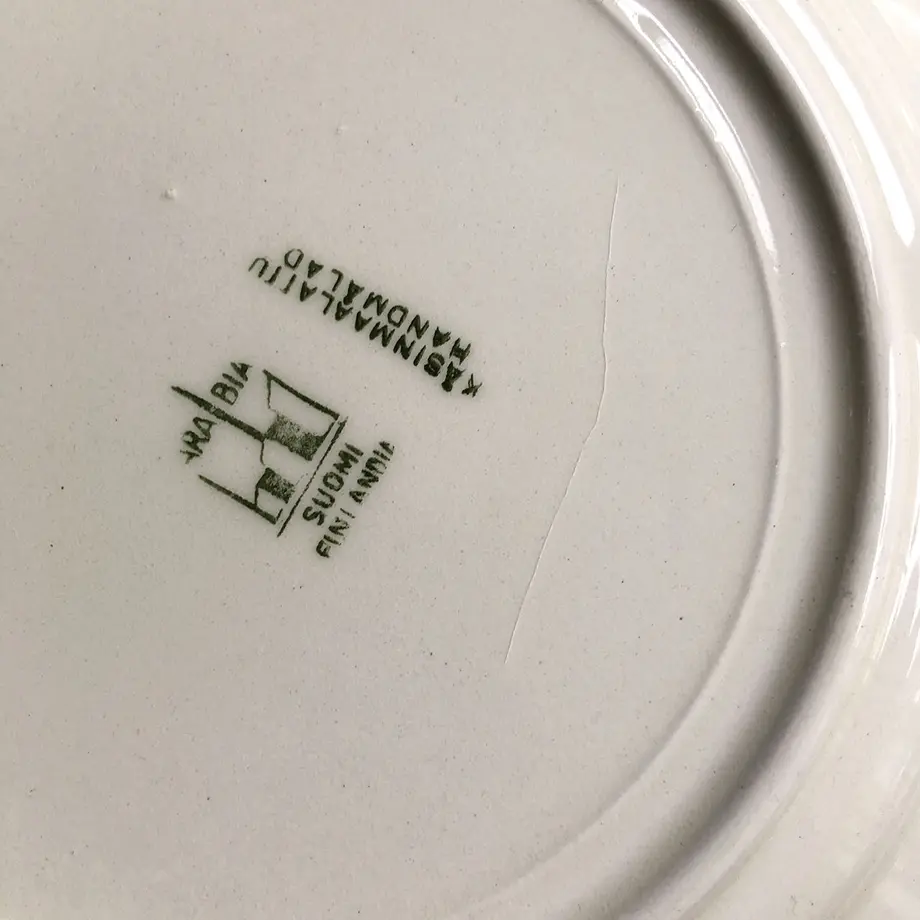 KÄSINMAALATTU
HANDMÅLAD
ARABIA
SUOMI
FINLANDIA